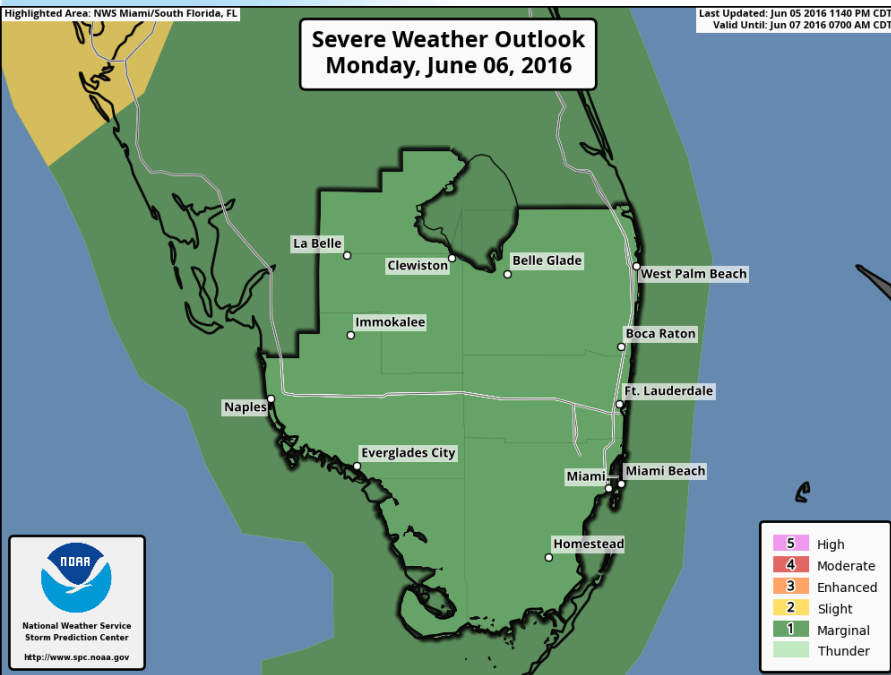 Highlighted Area: NWS Miami/South Florida, FL
Last Updated: Jun 05 2016 1140 PM CDT
Valid Until: Jun 07 2016 0700 AM CDT
Severe Weather Outlook
Monday, June 06, 2016
La Belle
Clewiston
Belle Glade
West Palm Beach
Immokalee
Boca Raton
Ft. Lauderdale
Naples
Everglades City
Miami
Miami Beach
Homestead
NOAA
National Weather Service
Storm Prediction Center
http://www.spc.noaa.gov
5 High
4 Moderate
3 Enhanced
2 Slight
1 Marginal
Thunder